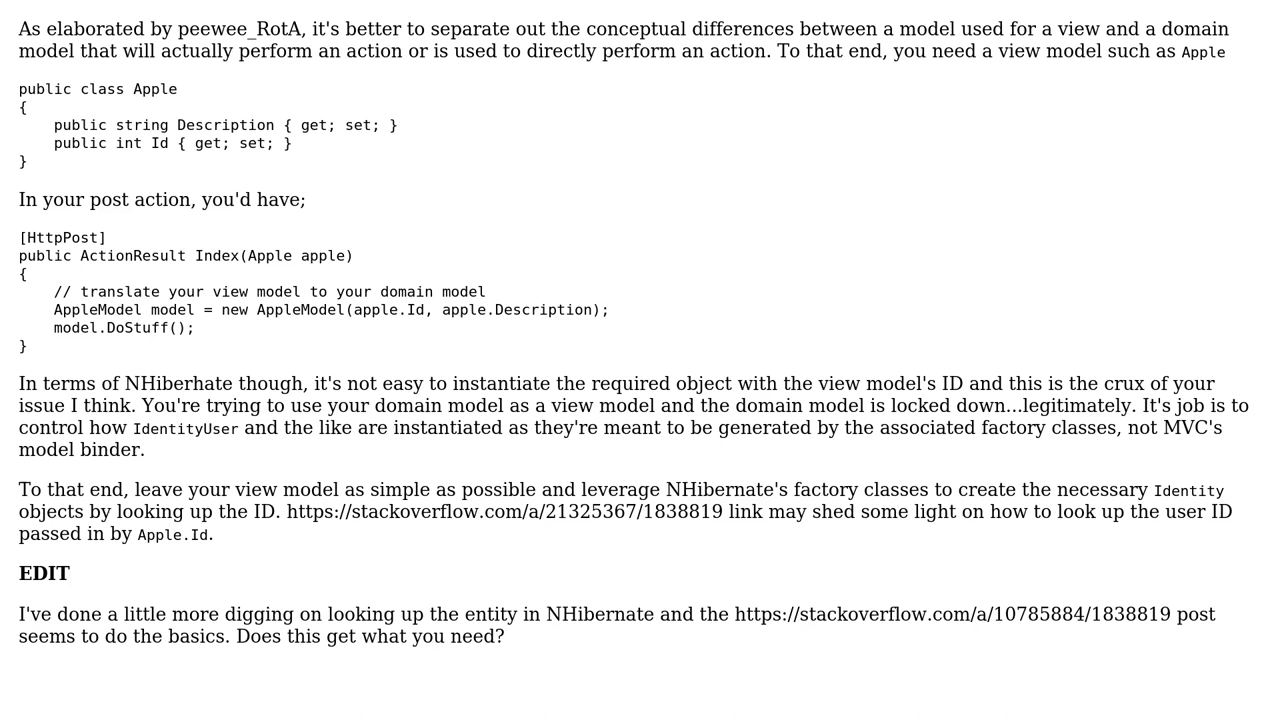 As elaborated by peewee_RotA, it's better to separate out the conceptual differences between a model used for a view and a domain
model that will actually perform an action or is used to directly perform an action. To that end, you need a view model such as Apple
public class Apple
{
    public string Description { get; set; }
    public int Id { get; set; }
}
In your post action, you'd have;
[HttpPost]
public ActionResult Index(Apple apple)
{
    // translate your view model to your domain model
    AppleModel model = new AppleModel(apple.Id, apple.Description);
    model.DoStuff();
}
In terms of NHiberhate though, it's not easy to instantiate the required object with the view model's ID and this is the crux of your
issue I think. You're trying to use your domain model as a view model and the domain model is locked down...legitimately. It's job is to
control how IdentityUser and the like are instantiated as they're meant to be generated by the associated factory classes, not MVC's
model binder.
To that end, leave your view model as simple as possible and leverage NHibernate's factory classes to create the necessary Identity
objects by looking up the ID. https://stackoverflow.com/a/21325367/1838819 link may shed some light on how to look up the user ID
passed in by Apple.Id.
EDIT
I've done a little more digging on looking up the entity in NHibernate and the https://stackoverflow.com/a/10785884/1838819 post
seems to do the basics. Does this get what you need?